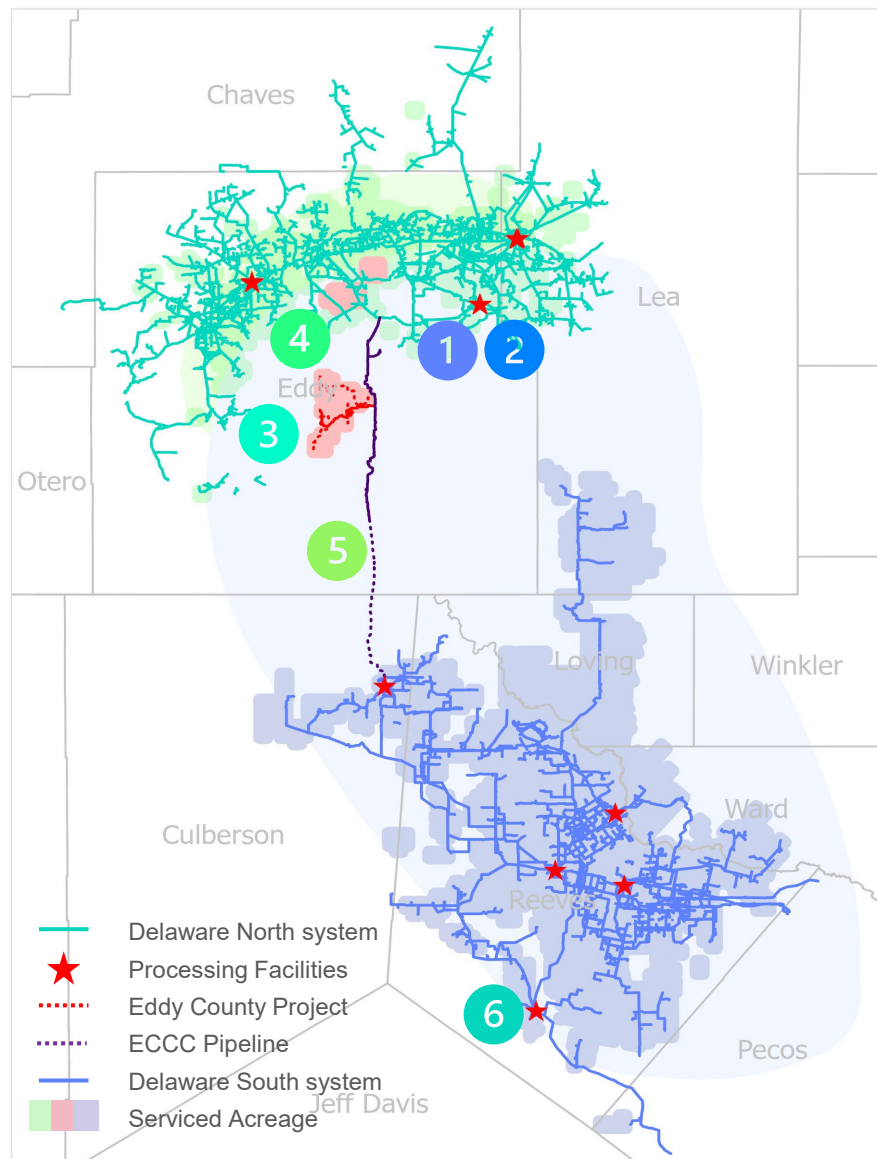 Chaves
Lea
4
1
2
Eddy
3
Otero
5
Loving
Winkler
Ward
Culberson
Reeves
6
Pecos
Jeff Davis
Delaware North system
Processing Facilities
Eddy County Project
ECCC Pipeline
Delaware South system
Serviced Acreage